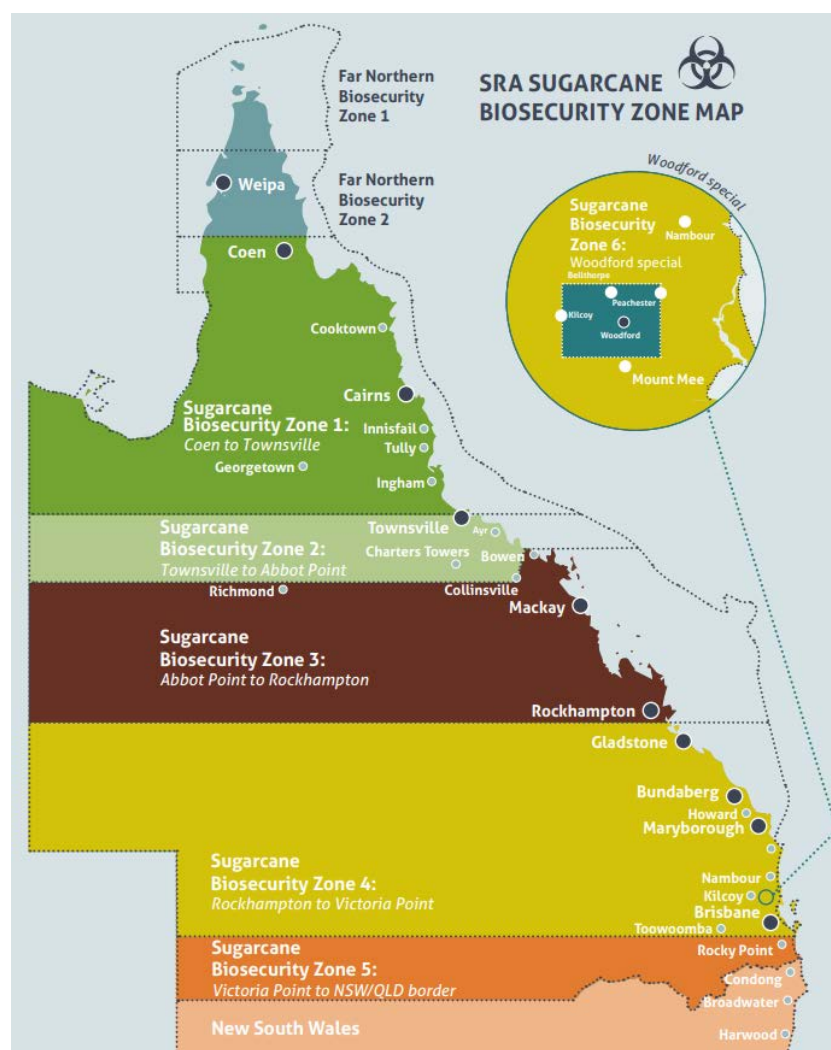 SRA SUGARCANE
BIOSECURITY ZONE MAP
Far Northern
Biosecurity
Zone 1
Far Northern
Biosecurity
Zone 2
Weipa
Coen
Cooktown
Cairns
Sugarcane
Biosecurity Zone 1:
Coen to Townsville
Innisfail
Tully
Georgetown
Ingham
Woodford special
Sugarcane
Biosecurity
Zone 6:
Woodford special
Nambour
Bellthorpe
Peachester
Kilcoy
Woodford
Mount Mee
Sugarcane
Biosecurity Zone 2:
Townsville to Abbot Point
Townsville
Ayr
Charters Towers
Bowen
Collinsville
Richmond
Mackay
Sugarcane
Biosecurity Zone 3:
Abbot Point to Rockhampton
Rockhampton
Gladstone
Bundaberg
Howard
Maryborough
Sugarcane
Biosecurity Zone 4:
Rockhampton to Victoria Point
Nambour
Kilcoy
Brisbane
Toowoomba
Sugarcane
Biosecurity Zone 5:
Victoria Point to NSW/QLD border
Rocky Point
Condong
Broadwater
New South Wales
Harwood